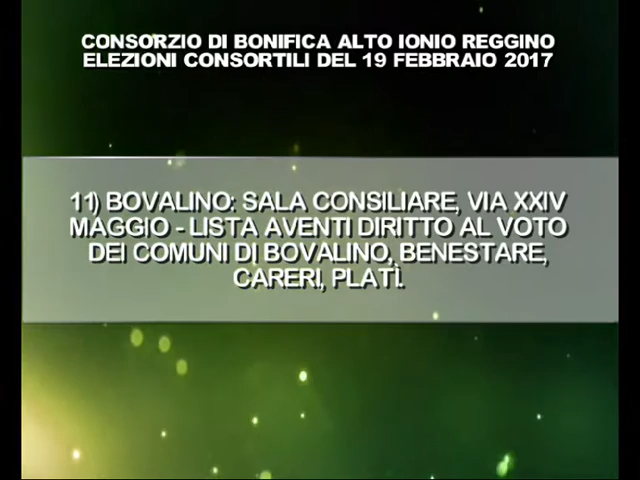 CONSORZIO DI BONIFICA ALTO IONIO REGGINO
ELEZIONI CONSORTILI DEL 19 FEBBRAIO 2017
11) BOVALINO: SALA CONSILIARE, VIA XXIV
MAGGIO - LISTA AVENTI DIRITTO AL VOTO
DEI COMUNI DI BOVALINO, BENESTARE,
CARERI, PLATÌ.